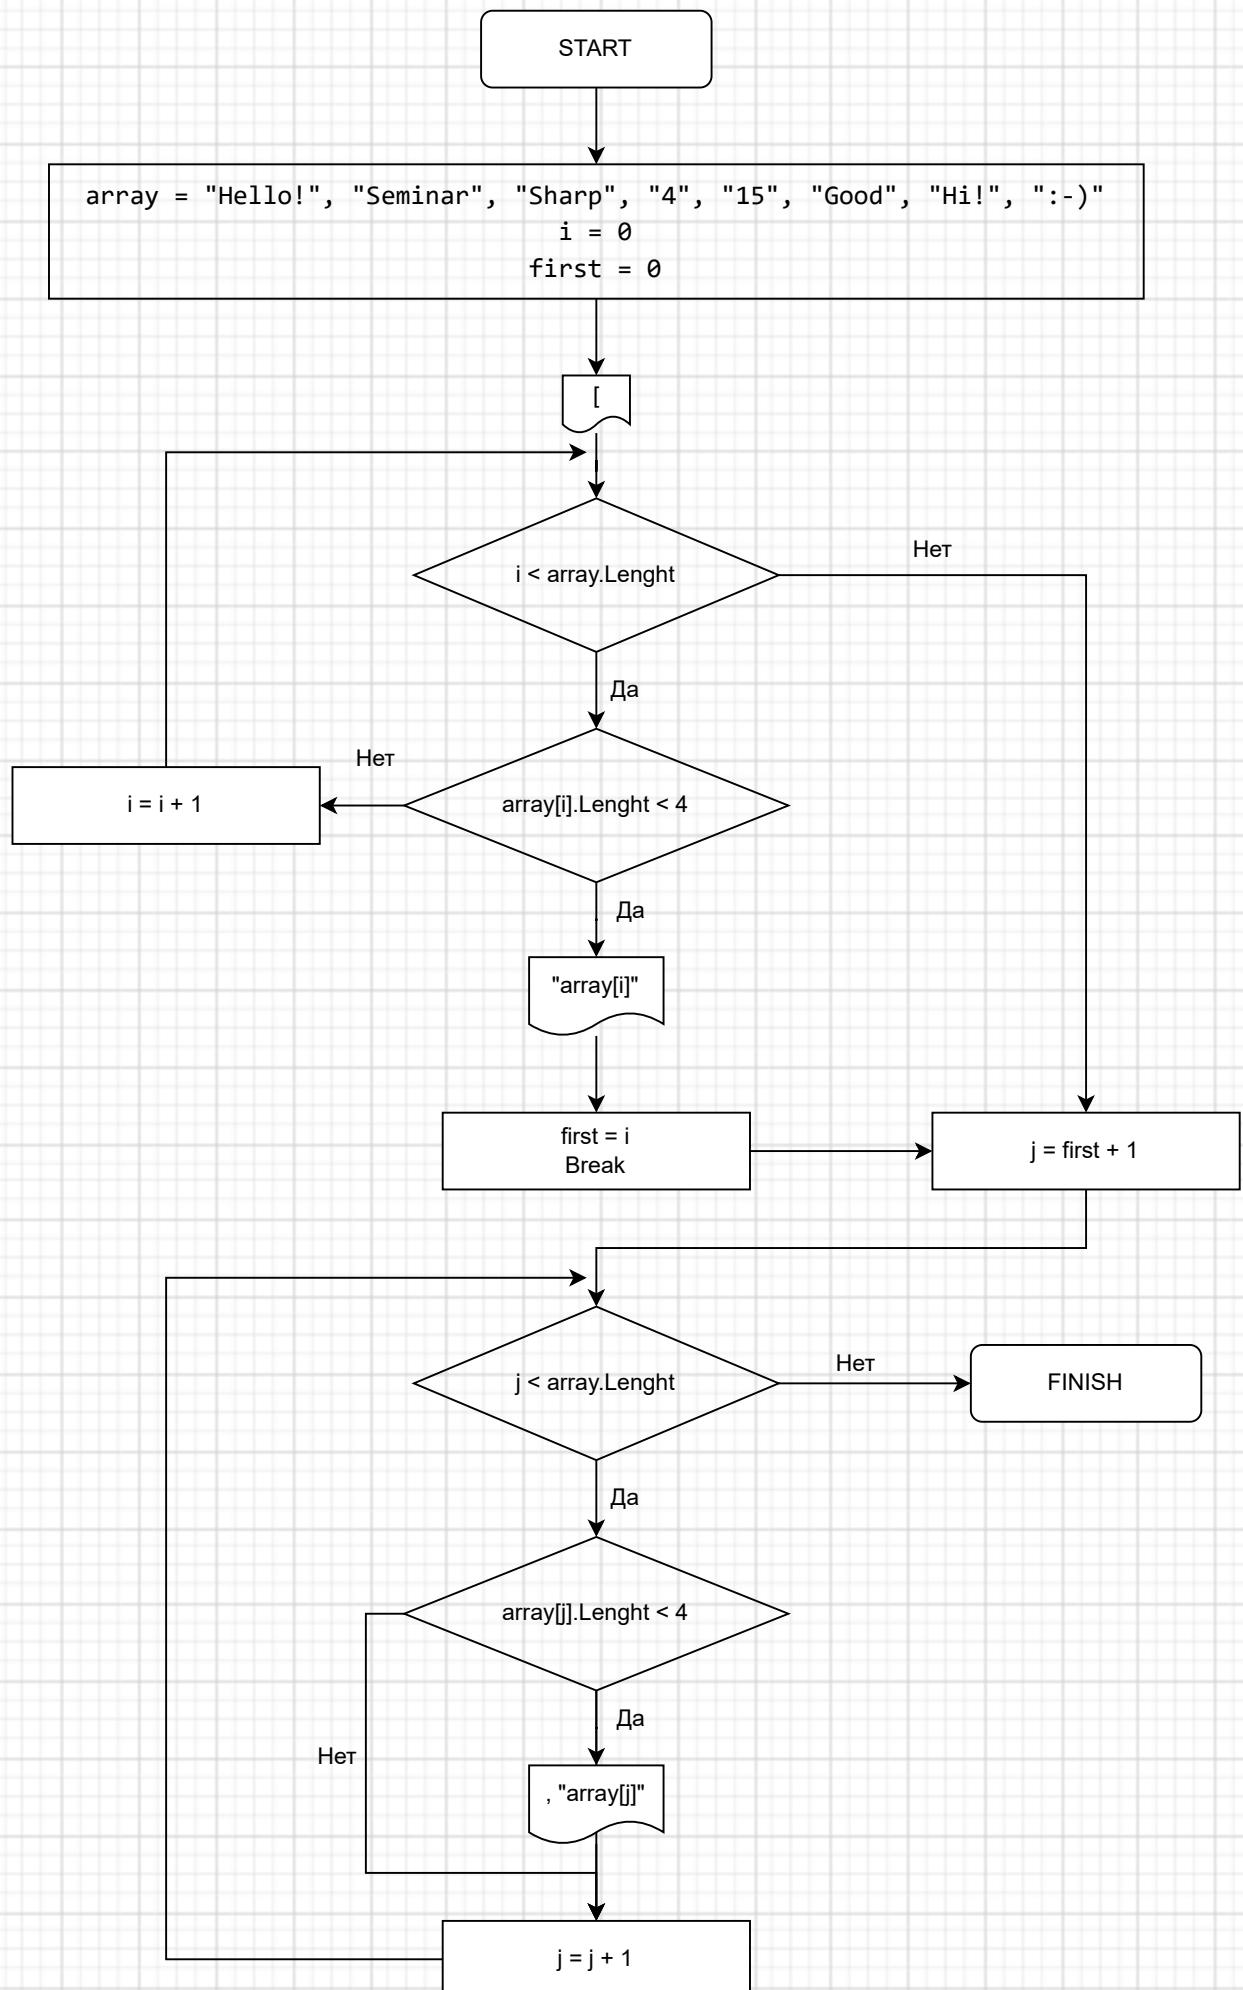 START
array = "Hello!", "Seminar", "Sharp", "4", "15", "Good", "Hi!", ":-)"
i = 0
first = 0
[
i < array.Lenght
Нет
Да
array[i].Lenght < 4
Нет
i = i + 1
Да
"array[i]"
first = i
Break
j = first + 1
j < array.Lenght
Нет
FINISH
Да
array[j].Lenght < 4
Да
Нет
, "array[j]"
j = j + 1